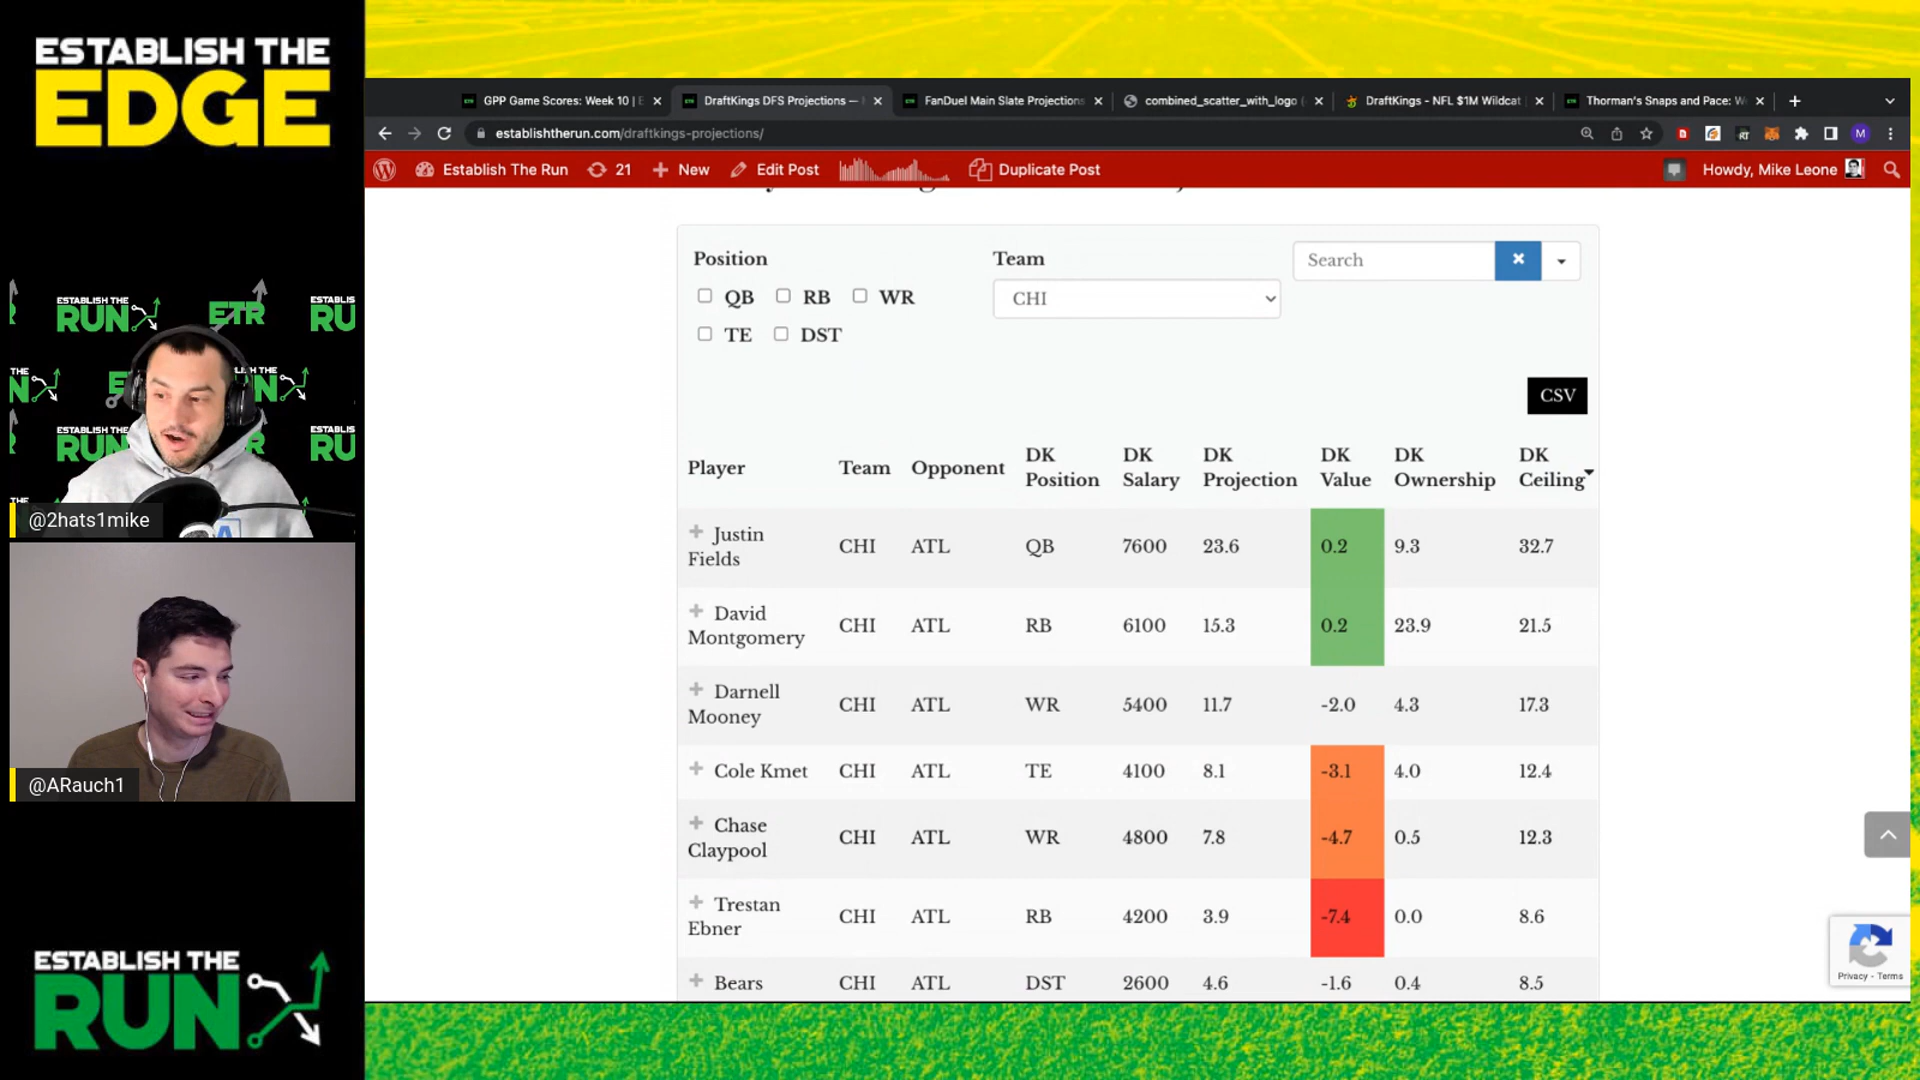 ESTABLISH THE
EDGE
GPP Game Scores: Week 10 | E
DraftKings DFS Projections —
FanDuel Main Slate Projections
combined_scatter_with_logo (
DraftKings - NFL $1M Wildcat
Thorman's Snaps and Pace: W
establishtherun.com/draftkings-projections/
M
Establish The Run
21
New
Edit Post
Duplicate Post
Howdy, Mike Leone
Position
QB
RB
WR
TE
DST
Team
CHI
Search
CSV
Player Team Opponent DK Position DK Salary DK Projection DK Value DK Ownership DK Ceiling
Justin Fields CHI ATL QB 7600 23.6 0.2 9.3 32.7
David Montgomery CHI ATL RB 6100 15.3 0.2 23.9 21.5
Darnell Mooney CHI ATL WR 5400 11.7 -2.0 4.3 17.3
Cole Kmet CHI ATL TE 4100 8.1 -3.1 4.0 12.4
Chase Claypool CHI ATL WR 4800 7.8 -4.7 0.5 12.3
Trestan Ebner CHI ATL RB 4200 3.9 -7.4 0.0 8.6
Bears CHI ATL DST 2600 4.6 -1.6 0.4 8.5
Privacy - Terms
ESTABLISH THE
RUN
ETR
@2hats1mike
@ARauch1
ESTABLISH THE
RUN